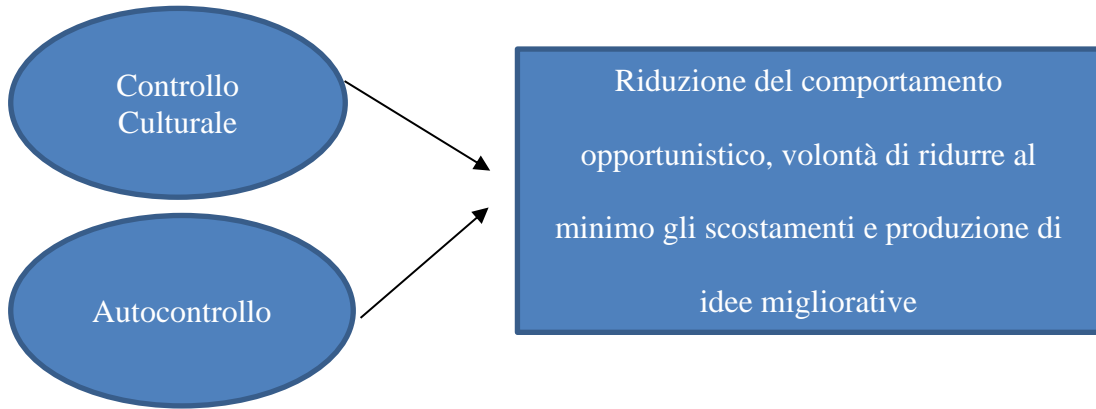 Controllo
Culturale
Autocontrollo
Riduzione del comportamento
opportunistico, volontà di ridurre al
minimo gli scostamenti e produzione di
idee migliorative